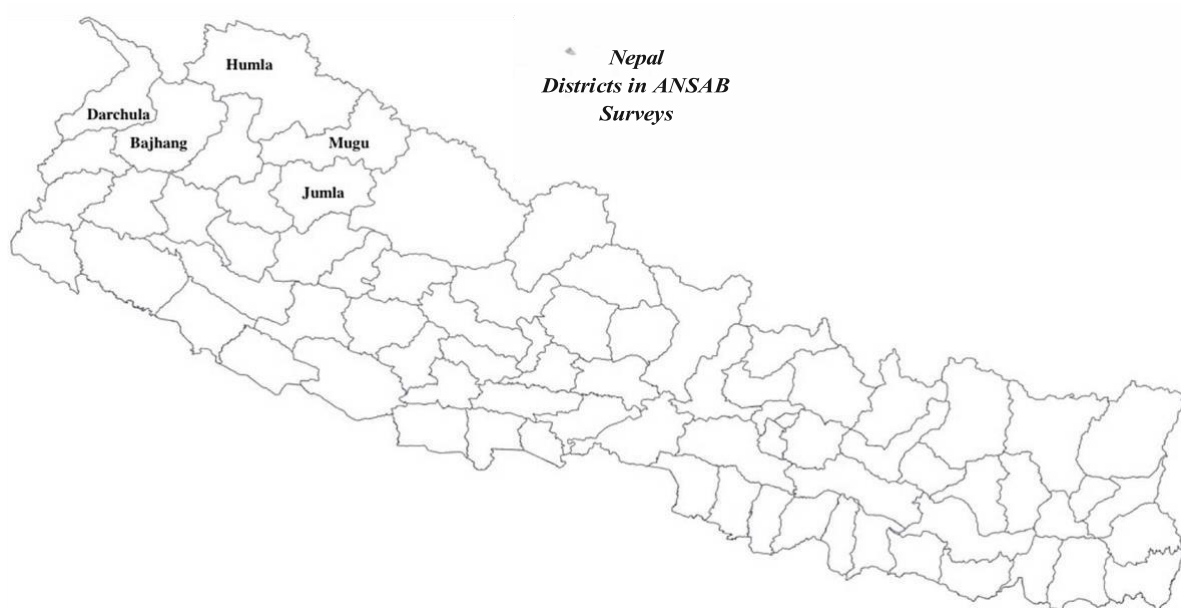 Nepal
Districts in ANSAB
Surveys
Humla
Darchula
Bajhang
Mugu
Jumla